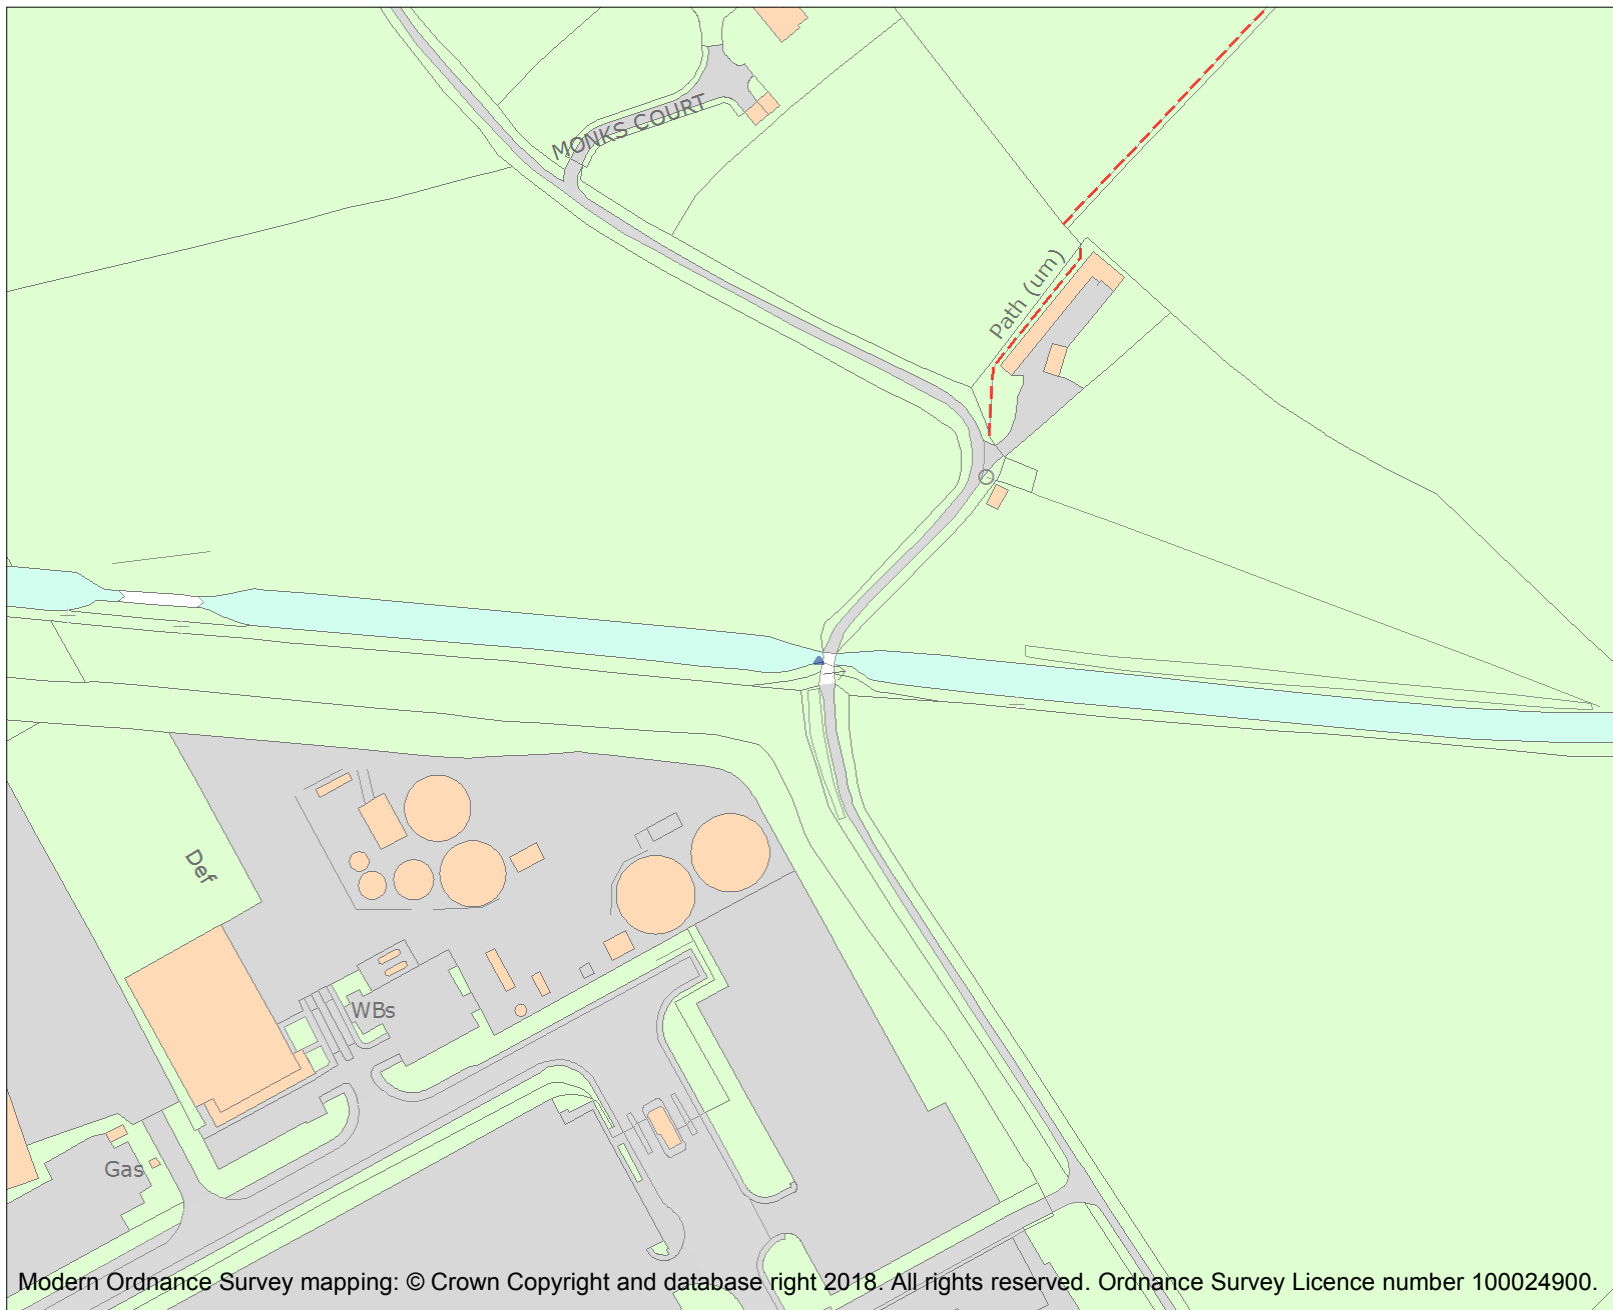 MONKS COURT
Path (um)
Def
WBs
Gas
Modern Ordnance Survey mapping: © Crown Copyright and database right 2018. All rights reserved. Ordnance Survey Licence number 100024900.